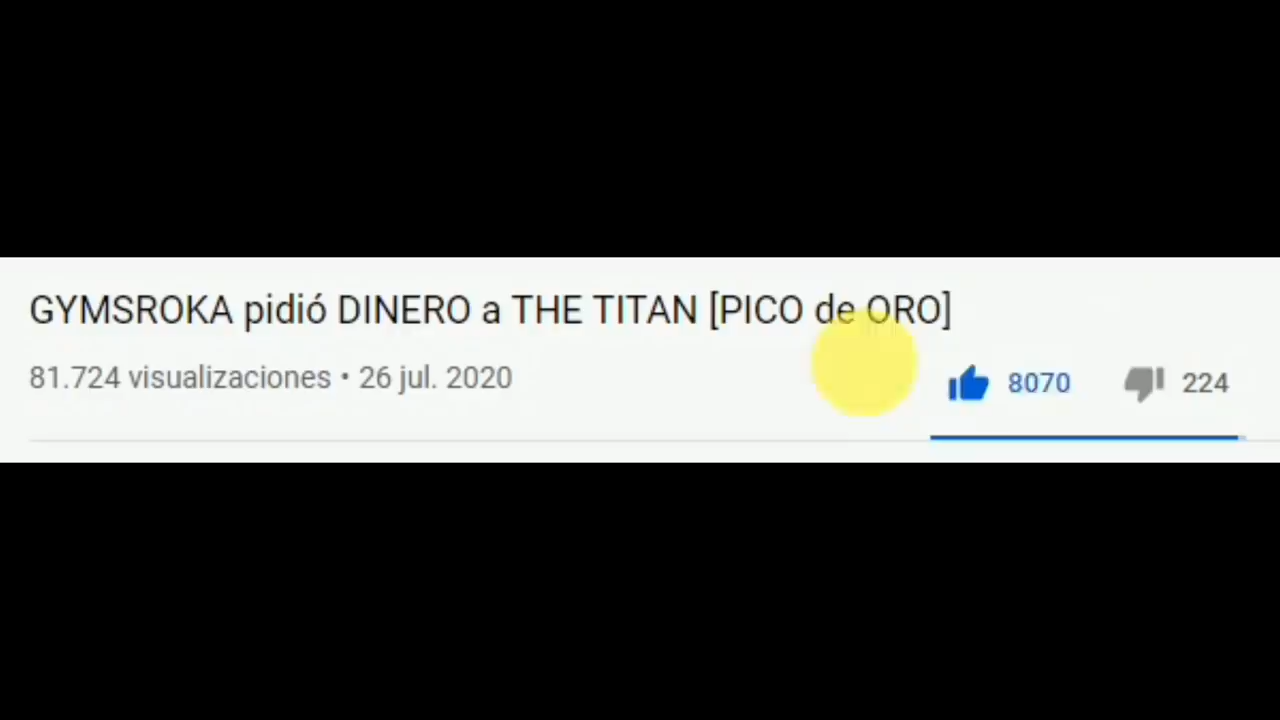 GYMSROKA pidió DINERO a THE TITAN [PICO de ORO]
81.724 visualizaciones • 26 jul. 2020 8070 224